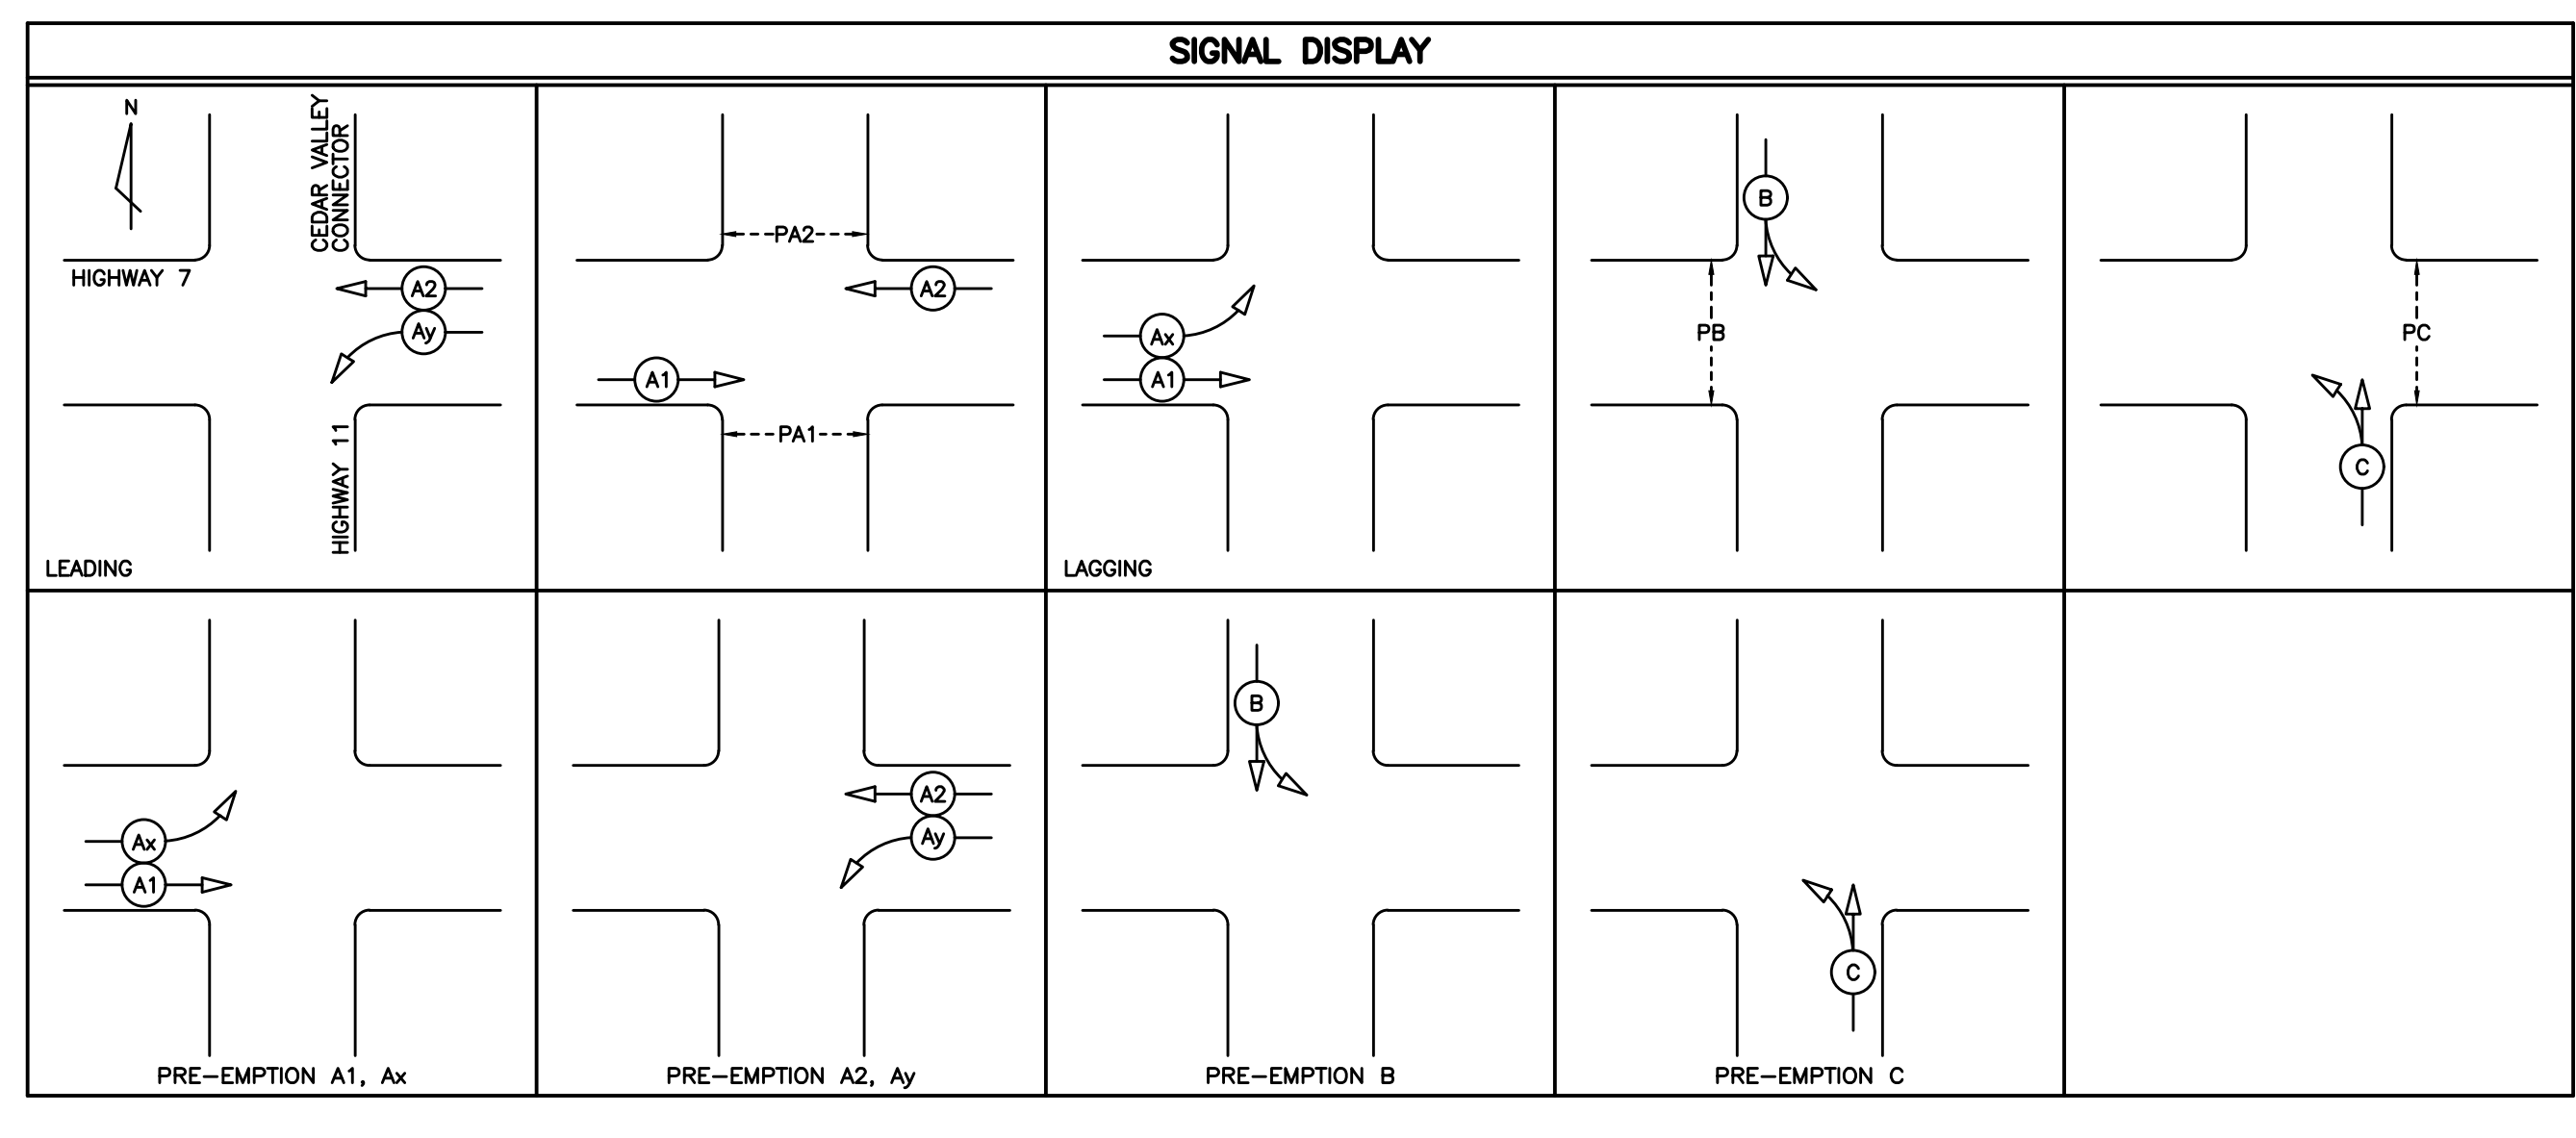 SIGNAL DISPLAY
N
CEDAR VALLEY
CONNECTOR
HIGHWAY 7
A2
Ay
HIGHWAY 11
LEADING
PA2
A2
A1
PA1
Ax
A1
LAGGING
B
PB
PC
C
Ax
A1
PRE-EMPTION A1, Ax
A2
Ay
PRE-EMPTION A2, Ay
B
PRE-EMPTION B
C
PRE-EMPTION C